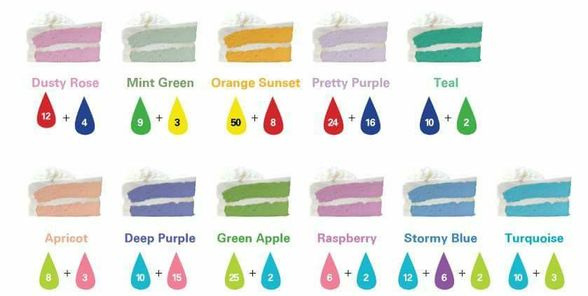 Dusty Rose Mint Green Orange Sunset Pretty Purple Teal
12 + 4 9 + 3 50 + 8 24 + 16 10 + 2
Apricot Deep Purple Green Apple Raspberry Stormy Blue Turquoise
8 + 3 10 + 15 25 + 2 6 + 2 12 + 6 + 2 10 + 3